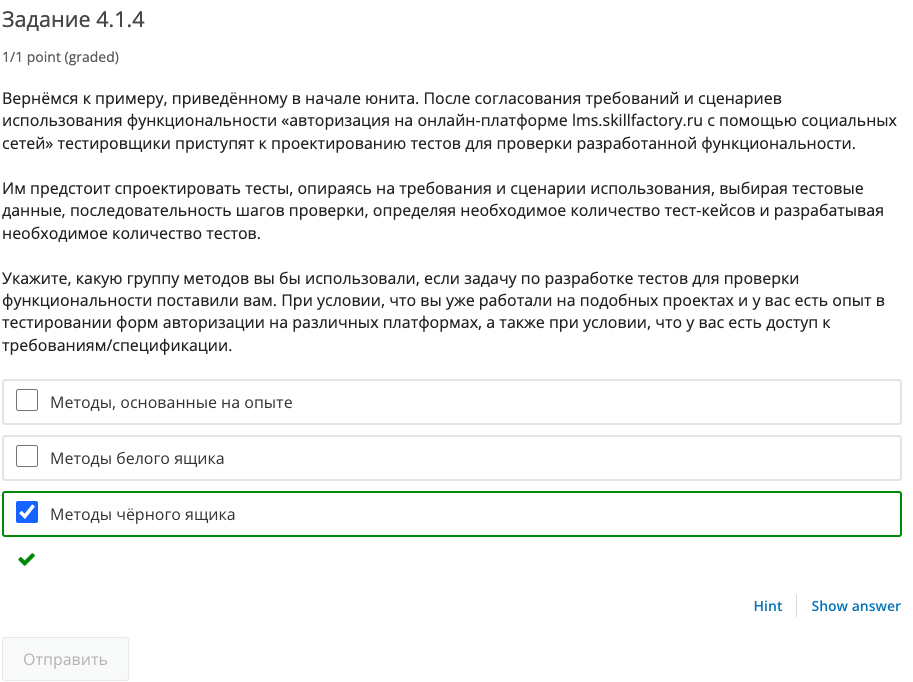 Задание 4.1.4
1/1 point (graded)
Вернёмся к примеру, приведённому в начале юнита. После согласования требований и сценариев
использования функциональности «авторизация на онлайн-платформе lms.skillfactory.ru с помощью социальных
сетей» тестировщики приступят к проектированию тестов для проверки разработанной функциональности.
Им предстоит спроектировать тесты, опираясь на требования и сценарии использования, выбирая тестовые
данные, последовательность шагов проверки, определяя необходимое количество тест-кейсов и разрабатывая
необходимое количество тестов.
Укажите, какую группу методов вы бы использовали, если задачу по разработке тестов для проверки
функциональности поставили вам. При условии, что вы уже работали на подобных проектах и у вас есть опыт в
тестировании форм авторизации на различных платформах, а также при условии, что у вас есть доступ к
требованиям/спецификации.
Методы, основанные на опыте
Методы белого ящика
Методы чёрного ящика
Hint
Show answer
Отправить